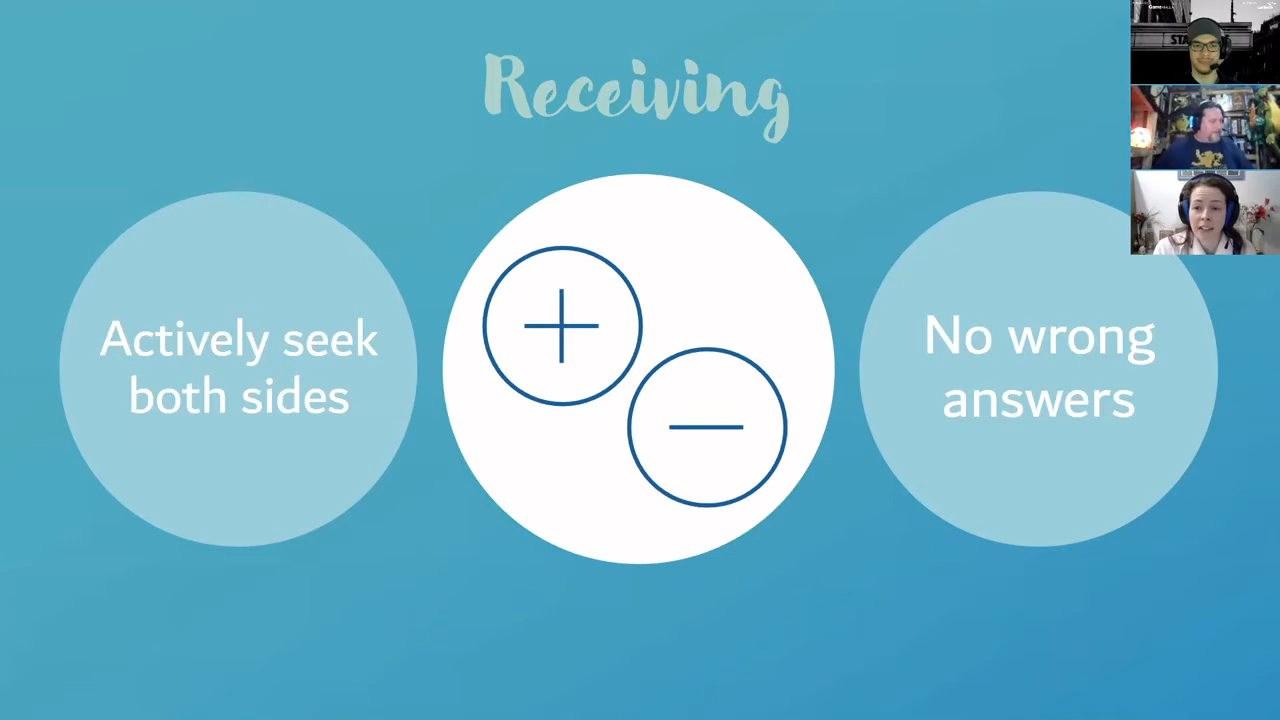 Receiving
Actively seek
both sides
No wrong
answers